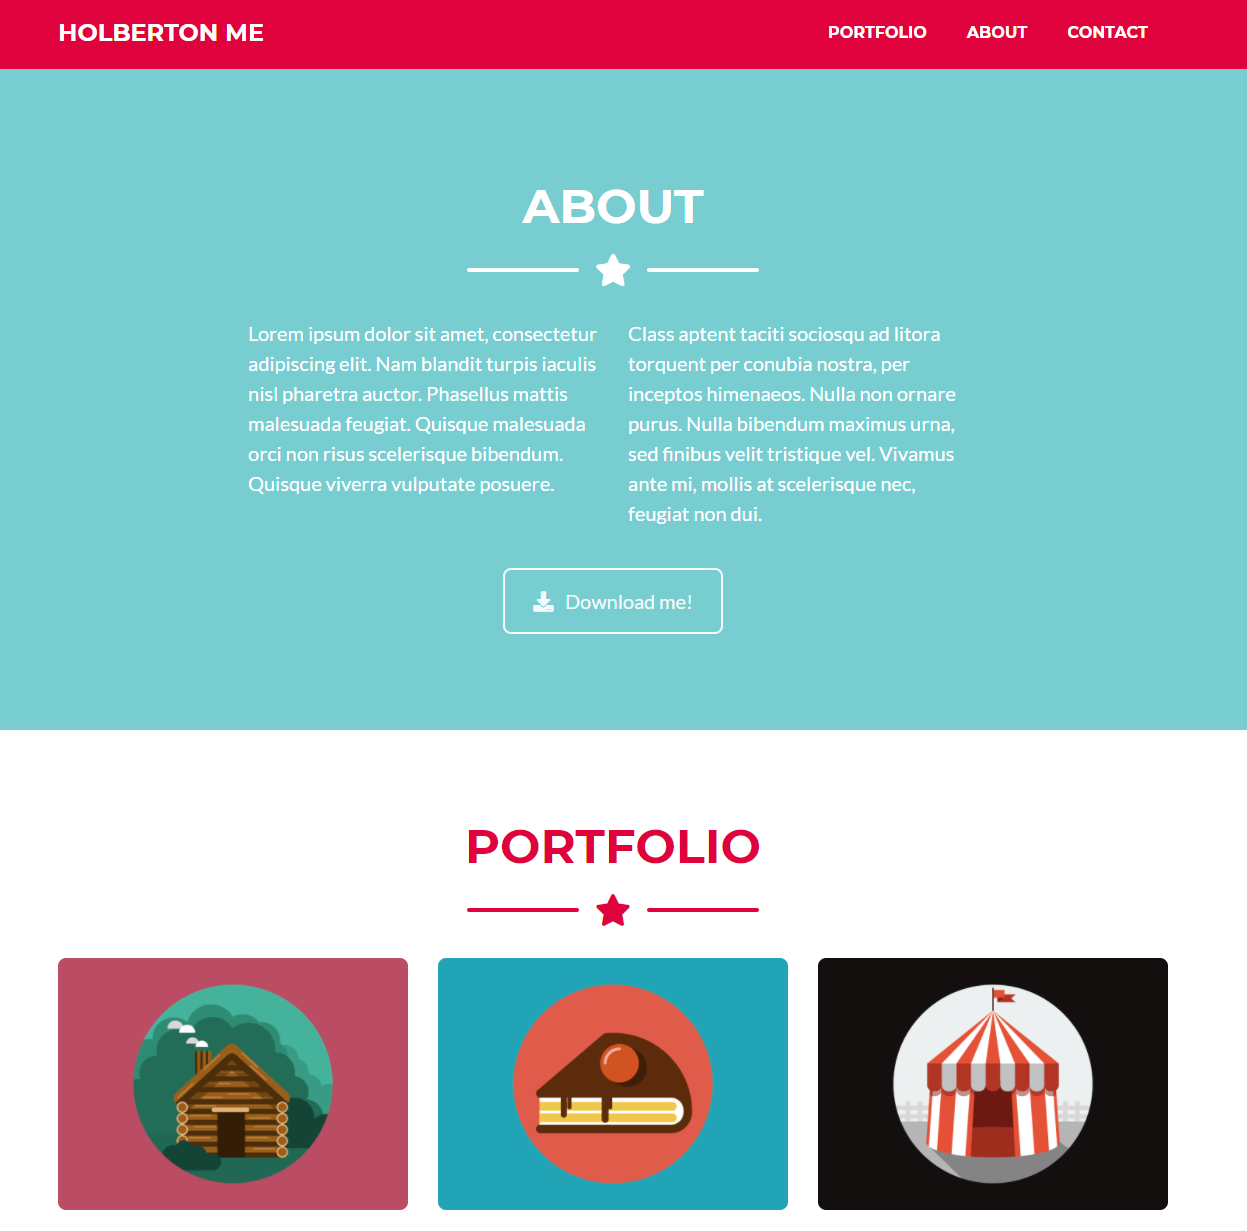 HOLBERTON ME
PORTFOLIO ABOUT CONTACT
ABOUT
Lorem ipsum dolor sit amet, consectetur
adipiscing elit. Nam blandit turpis iaculis
nisl pharetra auctor. Phasellus mattis
malesuada feugiat. Quisque malesuada
orci non risus scelerisque bibendum.
Quisque viverra vulputate posuere.
Class aptent taciti sociosqu ad litora
torquent per conubia nostra, per
inceptos himenaeos. Nulla non ornare
purus. Nulla bibendum maximus urna,
sed finibus velit tristique vel. Vivamus
ante mi, mollis at scelerisque nec,
feugiat non dui.
Download me!
PORTFOLIO